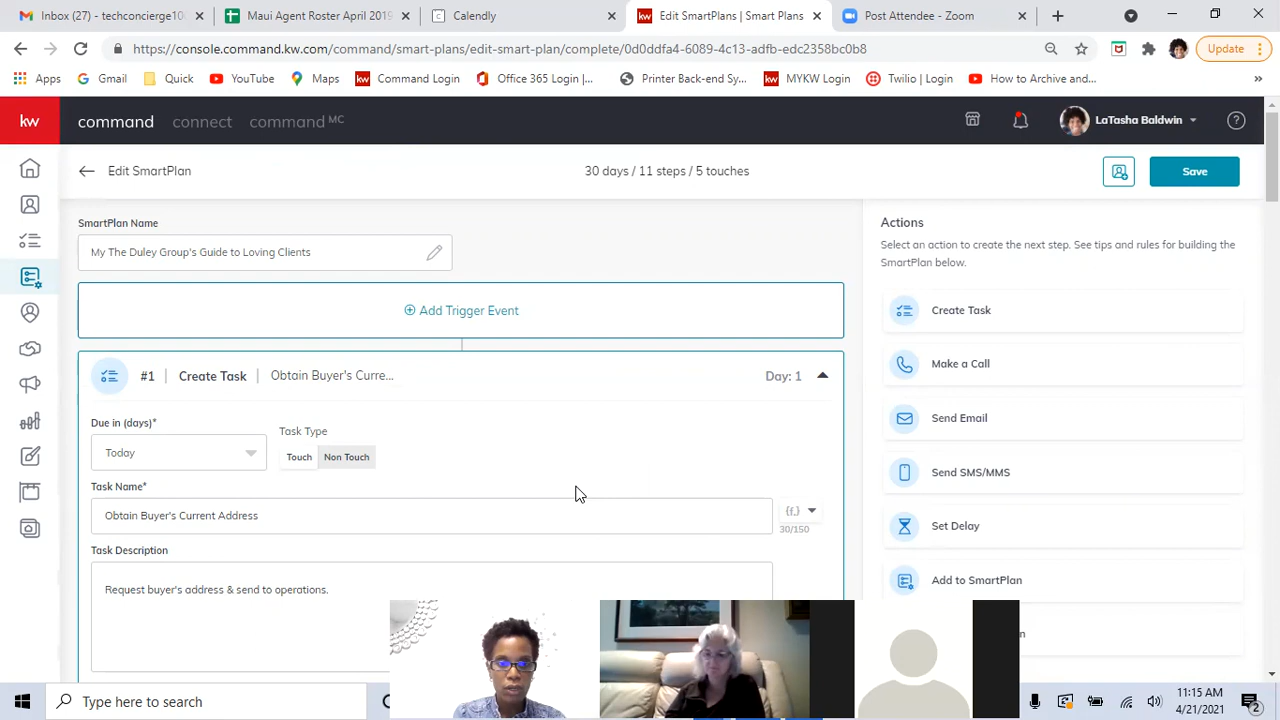 Inbox (27) - techconcierge100
Maui Agent Roster April 2019
Calendly
Edit SmartPlans | Smart Plans
Post Attendee - Zoom
https://console.command.kw.com/command/smart-plans/edit-smart-plan/complete/0d0ddfa4-6089-4c13-adfb-edc2358bc0b8
Update
Apps
Gmail
Quick
YouTube
Maps
Command Login
Office 365 Login |...
Printer Back-end Sy...
MYKW Login
Twilio | Login
How to Archive and...
»
kw
command
connect
command MC
LaTasha Baldwin
Edit SmartPlan
30 days / 11 steps / 5 touches
Save
SmartPlan Name
My The Duley Group's Guide to Loving Clients
Add Trigger Event
#1
Create Task
Obtain Buyer's Curre...
Day: 1
Due in (days)*
Today
Task Type
Touch
Non Touch
Task Name*
Obtain Buyer's Current Address
{f,}
30/150
Task Description
Request buyer's address & send to operations.
Actions
Select an action to create the next step. See tips and rules for building the
SmartPlan below.
Create Task
Make a Call
Send Email
Send SMS/MMS
Set Delay
Add to SmartPlan
Type here to search
11:15 AM
4/21/2021
2